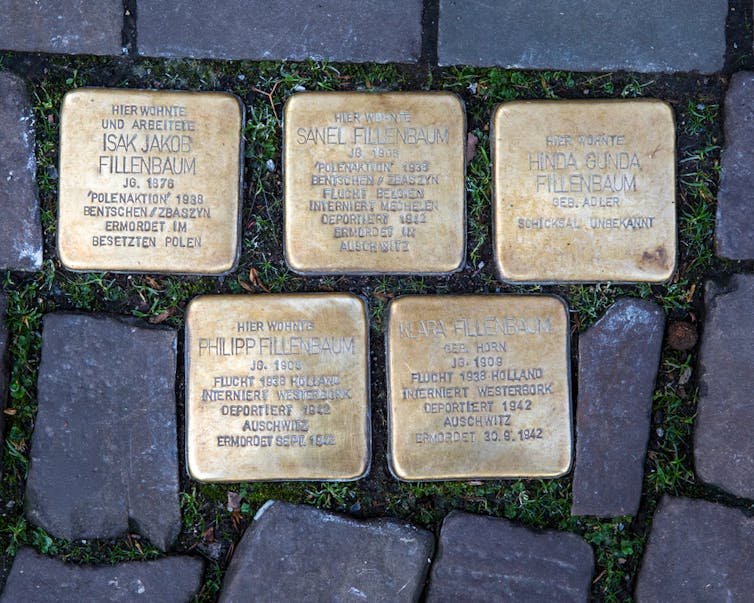 HIER WOHNTE
UND ARBEITETE
ISAK JAKOB
FILLENBAUM
JG. 1876
'POLENAKTION' 1938
BENTSCHEN / ZBASZYN
ERMORDET IM
BESETZTEN POLEN
HIER WOHNTE
SANEL FILLENBAUM
JG.
'POLENAKTION' 1938
BENTSCHEN / ZBASZYN
FLUCHT BELGIEN
INTERNIERT MECHELEN
DEPORTIERT 1942
ERMORDET IN
AUSCHWITZ
HIER WOHNTE
HINDA GUNDA
FILLENBAUM
GEB. ADLER
SCHICKSAL UNBEKANNT
HIER WOHNTE
PHILIPP FILLENBAUM
JG.
FLUCHT 1938 HOLLAND
INTERNIERT WESTERBORK
DEPORTIERT 1942
AUSCHWITZ
ERMORDET SEPT. 1942
KLARA FILLENBAUM
GEB. HORN
JG. 1909
FLUCHT 1938 HOLLAND
INTERNIERT WESTERBORK
DEPORTIERT 1942
AUSCHWITZ
ERMORDET 30.9. 1942